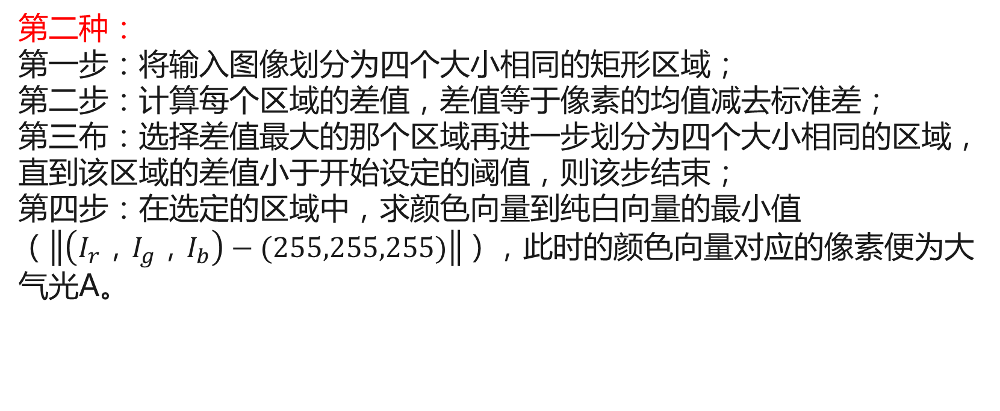 第二种：
第一步：将输入图像划分为四个大小相同的矩形区域；
第二步：计算每个区域的差值，差值等于像素的均值减去标准差；
第三布：选择差值最大的那个区域再进一步划分为四个大小相同的区域，
直到该区域的差值小于开始设定的阈值，则该步结束；
第四步：在选定的区域中，求颜色向量到纯白向量的最小值
（‖(I_r，I_g，I_b) − (255,255,255)‖），此时的颜色向量对应的像素便为大
气光A。